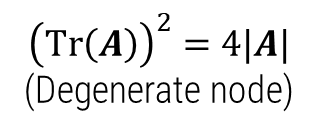 (Tr(𝑨))² = 4|𝑨|
(Degenerate node)